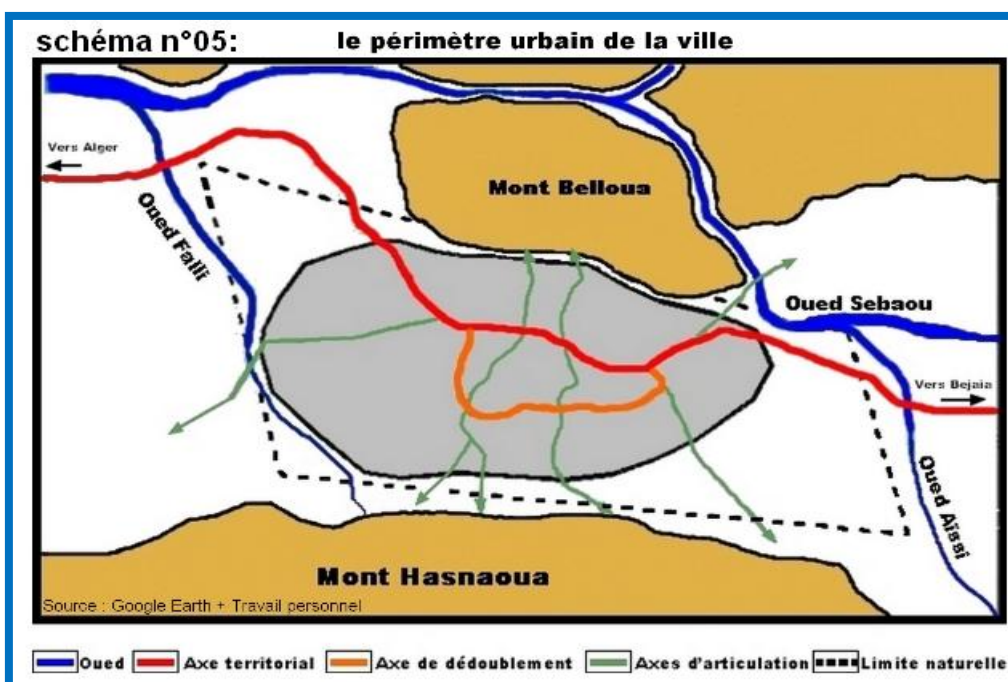 schéma n°05: le périmètre urbain de la ville
Vers Alger
Mont Belloua
Oued Falli
Oued Sebaou
Vers Bejaia
Oued Aïssi
Mont Hasnaoua
Source : Google Earth + Travail personnel
Oued Axe territorial Axe de dédoublement Axes d'articulation Limite naturelle